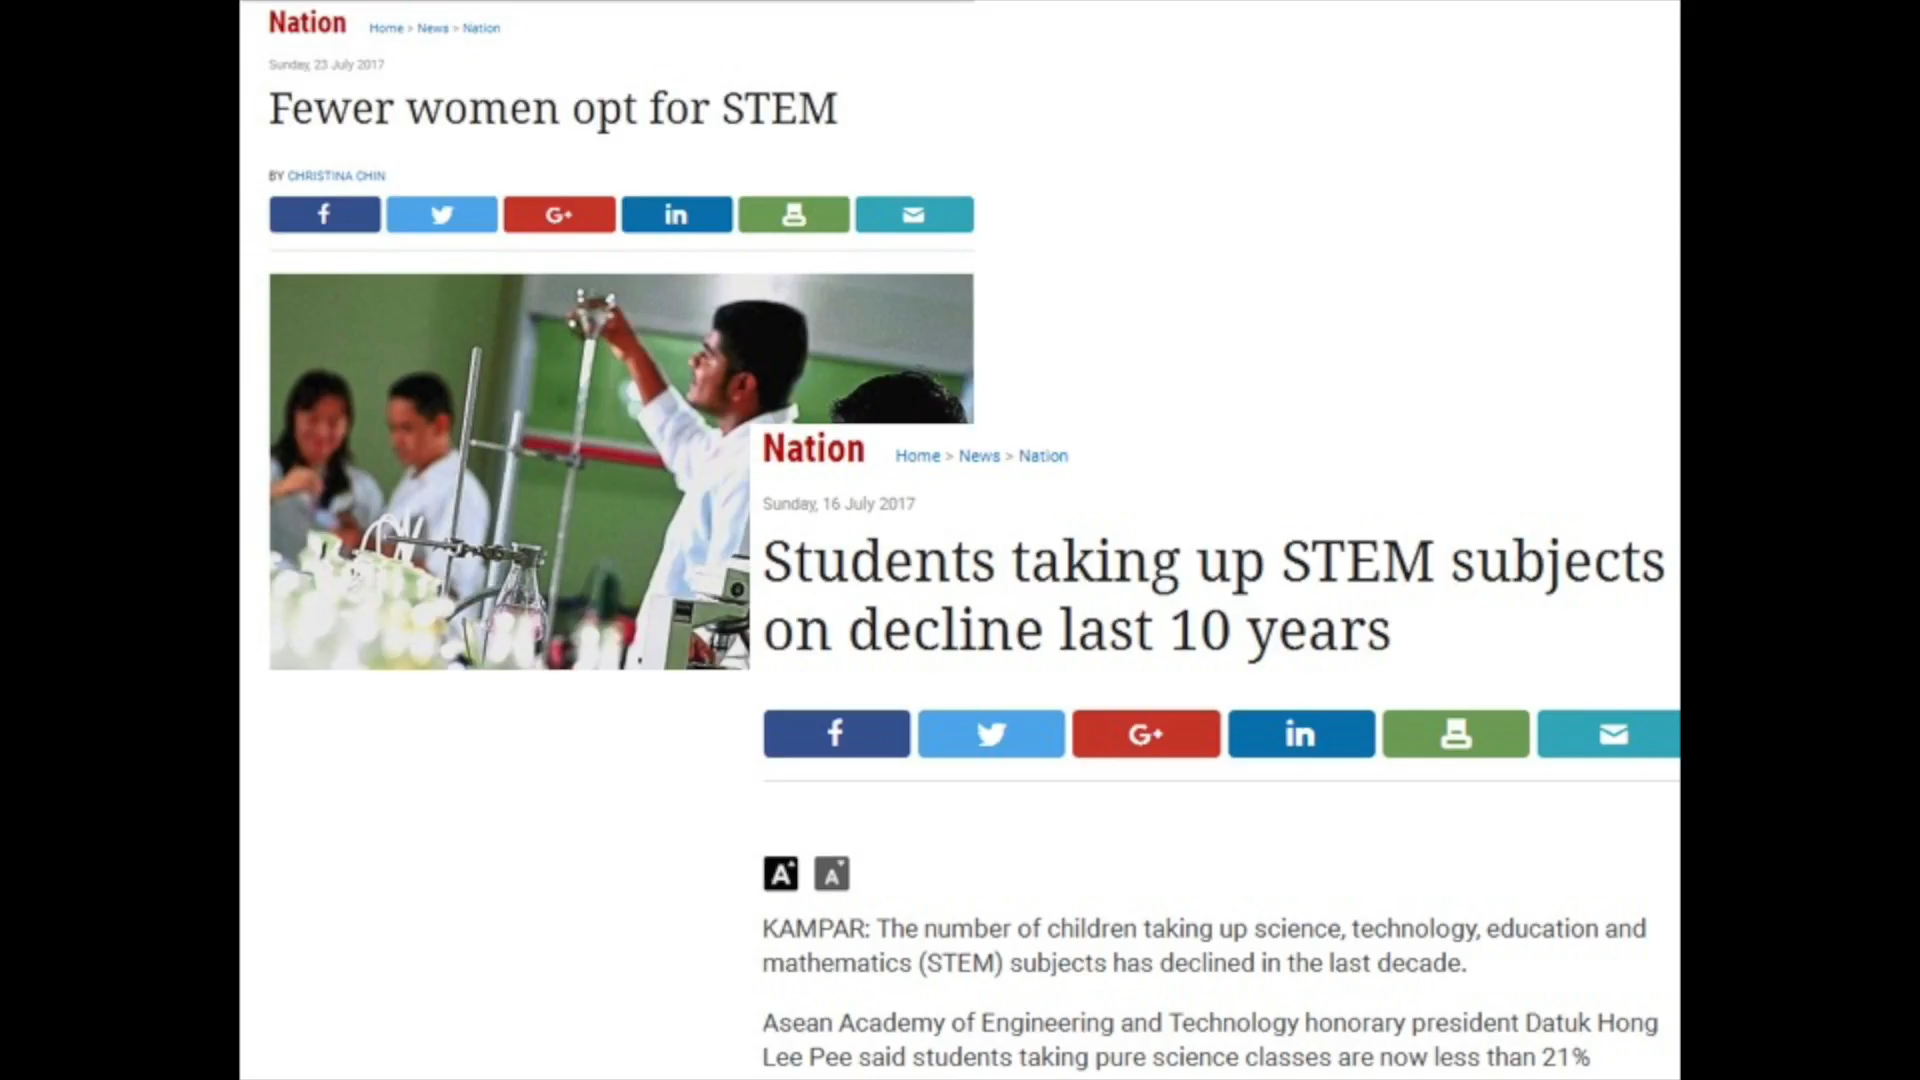 Nation Home > News > Nation
Sunday, 23 July 2017
Fewer women opt for STEM
BY CHRISTINA CHIN
f G+ in
Nation Home > News > Nation
Sunday, 16 July 2017
Students taking up STEM subjects
on decline last 10 years
f G+ in
A A
KAMPAR: The number of children taking up science, technology, education and
mathematics (STEM) subjects has declined in the last decade.
Asean Academy of Engineering and Technology honorary president Datuk Hong
Lee Pee said students taking pure science classes are now less than 21%